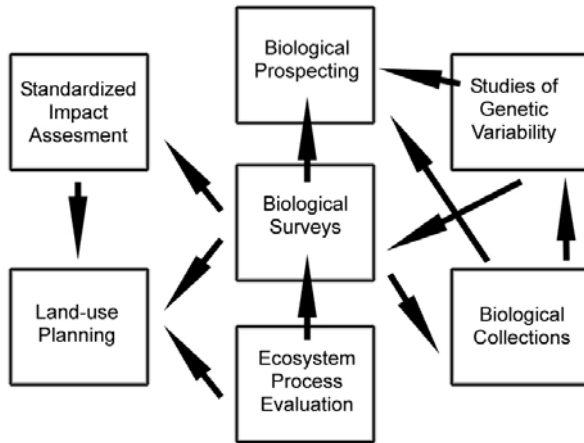 Biological
Prospecting
Standardized
Impact
Assesment
Studies of
Genetic
Variability
Biological
Surveys
Land-use
Planning
Biological
Collections
Ecosystem
Process
Evaluation